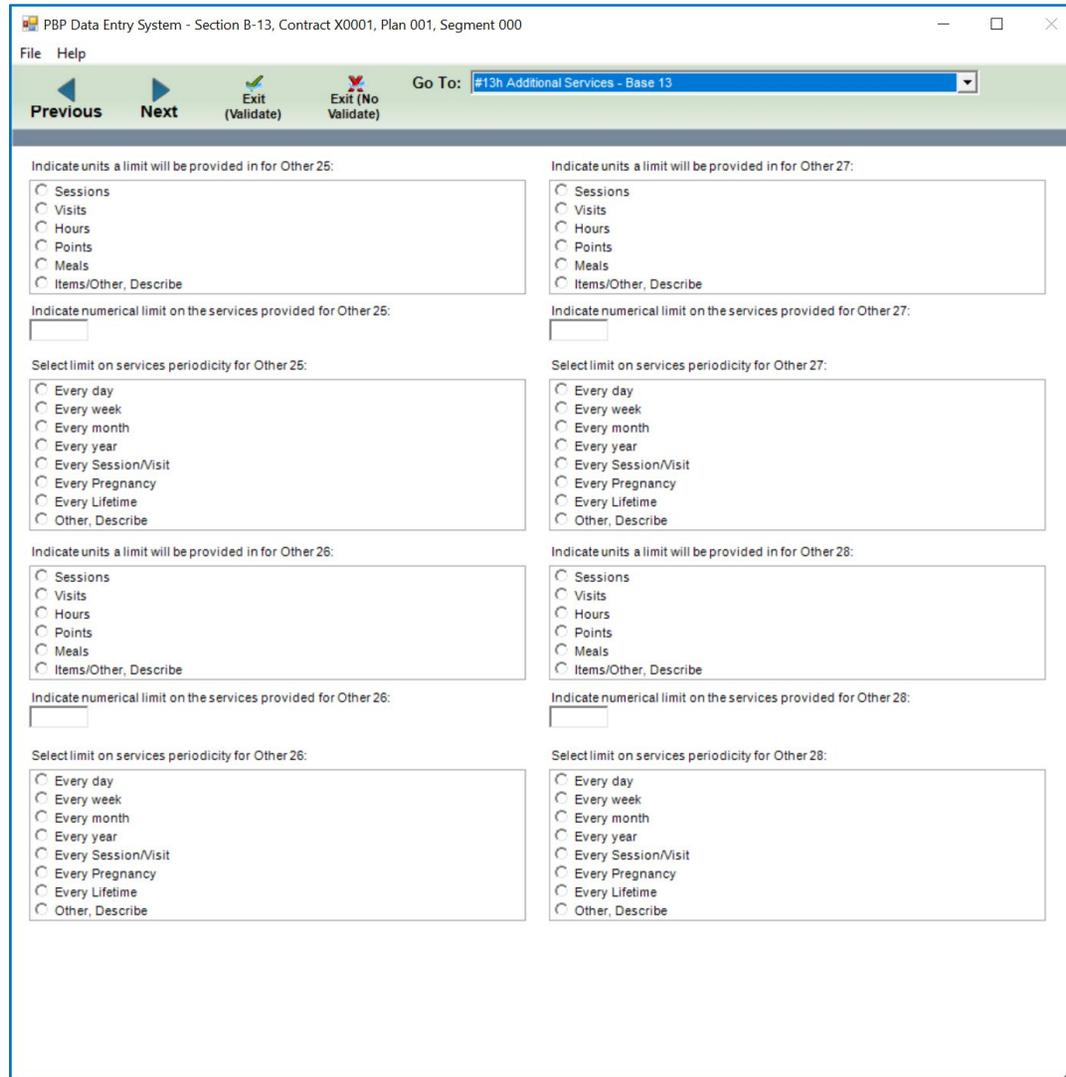 PBP Data Entry System - Section B-13, Contract X0001, Plan 001, Segment 000
File Help
Previous
Next
Exit (Validate)
Exit (No Validate)
Go To: #13h Additional Services - Base 13
Indicate units a limit will be provided in for Other 25:
Sessions
Visits
Hours
Points
Meals
Items/Other, Describe
Indicate numerical limit on the services provided for Other 25:
Select limit on services periodicity for Other 25:
Every day
Every week
Every month
Every year
Every Session/Visit
Every Pregnancy
Every Lifetime
Other, Describe
Indicate units a limit will be provided in for Other 26:
Sessions
Visits
Hours
Points
Meals
Items/Other, Describe
Indicate numerical limit on the services provided for Other 26:
Select limit on services periodicity for Other 26:
Every day
Every week
Every month
Every year
Every Session/Visit
Every Pregnancy
Every Lifetime
Other, Describe
Indicate units a limit will be provided in for Other 27:
Sessions
Visits
Hours
Points
Meals
Items/Other, Describe
Indicate numerical limit on the services provided for Other 27:
Select limit on services periodicity for Other 27:
Every day
Every week
Every month
Every year
Every Session/Visit
Every Pregnancy
Every Lifetime
Other, Describe
Indicate units a limit will be provided in for Other 28:
Sessions
Visits
Hours
Points
Meals
Items/Other, Describe
Indicate numerical limit on the services provided for Other 28:
Select limit on services periodicity for Other 28:
Every day
Every week
Every month
Every year
Every Session/Visit
Every Pregnancy
Every Lifetime
Other, Describe